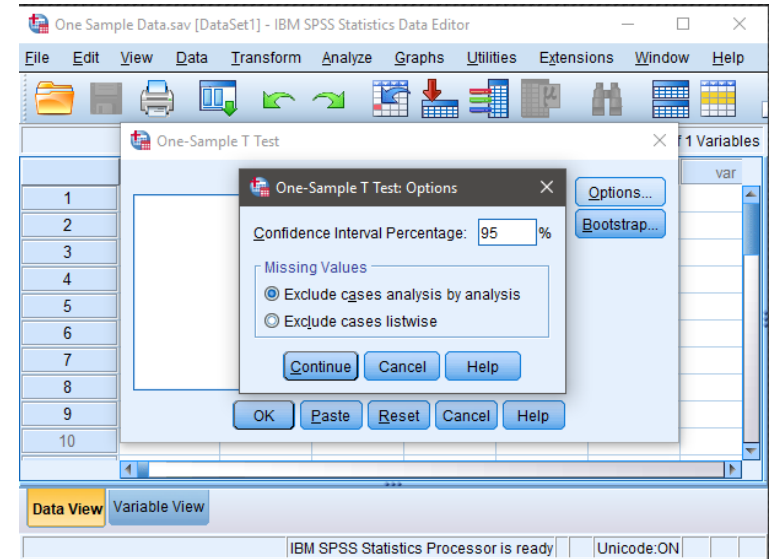 One Sample Data.sav [DataSet1] - IBM SPSS Statistics Data Editor
File Edit View Data Transform Analyze Graphs Utilities Extensions Window Help
One-Sample T Test
1 Variables
var
One-Sample T Test: Options
Options...
Bootstrap...
Confidence Interval Percentage: 95 %
Missing Values
Exclude cases analysis by analysis
Exclude cases listwise
Continue Cancel Help
OK Paste Reset Cancel Help
1
2
3
4
5
6
7
8
9
10
Data View Variable View
IBM SPSS Statistics Processor is ready Unicode:ON